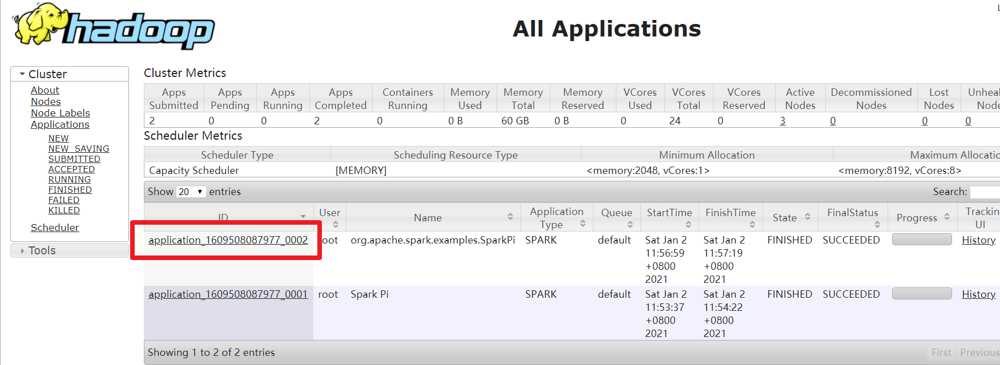 hadoop
All Applications
Cluster
About
Nodes
Node Labels
Applications
NEW
NEW_SAVING
SUBMITTED
ACCEPTED
RUNNING
FINISHED
FAILED
KILLED
Scheduler
Tools
Cluster Metrics
Apps Submitted Apps Pending Apps Running Apps Completed Containers Running Memory Used Memory Total Memory Reserved VCores Used VCores Total VCores Reserved Active Nodes Decommissioned Nodes Lost Nodes Unheal Node
2 0 0 2 0 0 B 60 GB 0 B 0 24 0 3 0 0 0
Scheduler Metrics
Scheduler Type Scheduling Resource Type Minimum Allocation Maximum Allocatio
Capacity Scheduler [MEMORY] <memory:2048, vCores:1> <memory:8192, vCores:8>
Show 20 entries Search:
ID User Name Application Type Queue StartTime FinishTime State FinalStatus Progress Trackin UI
application_1609508087977_0002 root org.apache.spark.examples.SparkPi SPARK default Sat Jan 2 11:56:59 +0800 2021 Sat Jan 2 11:57:19 +0800 2021 FINISHED SUCCEEDED History
application_1609508087977_0001 root Spark Pi SPARK default Sat Jan 2 11:53:37 +0800 2021 Sat Jan 2 11:54:22 +0800 2021 FINISHED SUCCEEDED History
Showing 1 to 2 of 2 entries First Previous